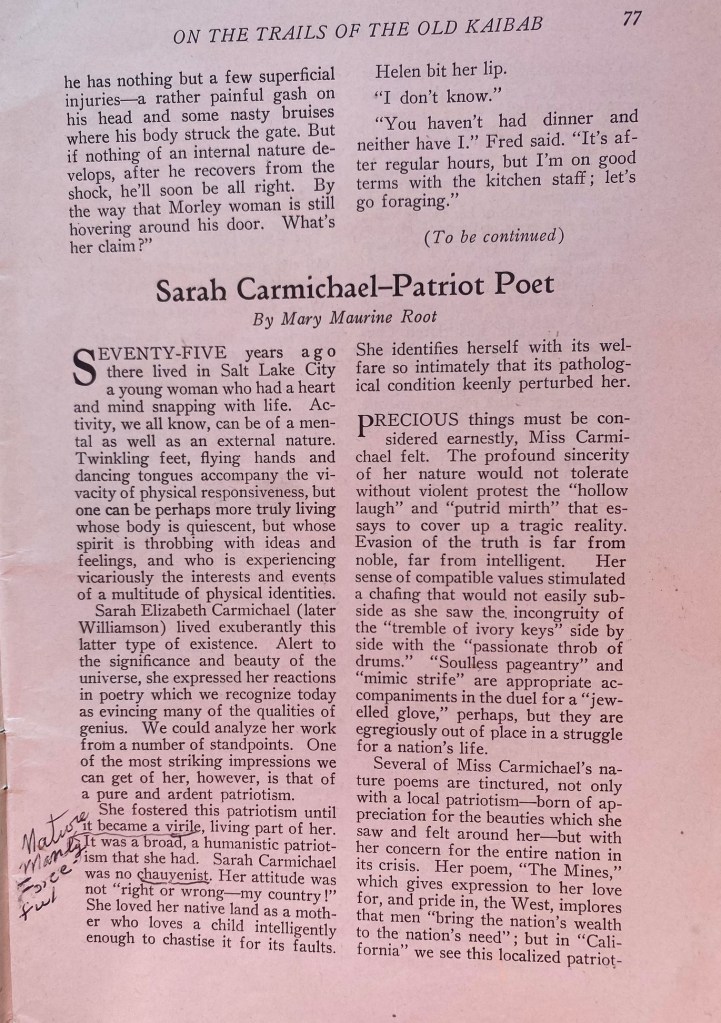 ON THE TRAILS OF THE OLD KAIBAB
77
he has nothing but a few superficial
injuries—a rather painful gash on
his head and some nasty bruises
where his body struck the gate. But
if nothing of an internal nature de-
velops, after he recovers from the
shock, he'll soon be all right. By
the way that Morley woman is still
hovering around his door. What's
her claim?"
Helen bit her lip.
"I don't know."
"You haven't had dinner and
neither have I." Fred said. "It's af-
ter regular hours, but I'm on good
terms with the kitchen staff; let's
go foraging."
(To be continued)
Sarah Carmichael–Patriot Poet
By Mary Maurine Root
SEVENTY-FIVE years ago
there lived in Salt Lake City
a young woman who had a heart
and mind snapping with life. Ac-
tivity, we all know, can be of a men-
tal as well as an external nature.
Twinkling feet, flying hands and
dancing tongues accompany the vi-
vacity of physical responsiveness, but
one can be perhaps more truly living
whose body is quiescent, but whose
spirit is throbbing with ideas and
feelings, and who is experiencing
vicariously the interests and events
of a multitude of physical identities.
Sarah Elizabeth Carmichael (later
Williamson) lived exuberantly this
latter type of existence. Alert to
the significance and beauty of the
universe, she expressed her reactions
in poetry which we recognize today
as evincing many of the qualities of
genius. We could analyze her work
from a number of standpoints. One
of the most striking impressions we
can get of her, however, is that of
a pure and ardent patriotism.
She fostered this patriotism until
it became a virile, living part of her.
It was a broad, a humanistic patriot-
ism that she had. Sarah Carmichael
was no chauvenist. Her attitude was
not "right or wrong—my country!"
She loved her native land as a moth-
er who loves a child intelligently
enough to chastise it for its faults.
Mature
Manly
Force
ful
She identifies herself with its wel-
fare so intimately that its patholog-
ical condition keenly perturbed her.
PRECIOUS things must be con-
sidered earnestly, Miss Carmi-
chael felt. The profound sincerity
of her nature would not tolerate
without violent protest the "hollow
laugh" and "putrid mirth" that es-
says to cover up a tragic reality.
Evasion of the truth is far from
noble, far from intelligent. Her
sense of compatible values stimulated
a chafing that would not easily sub-
side as she saw the incongruity of
the "tremble of ivory keys" side by
side with the "passionate throb of
drums." "Soulless pageantry" and
"mimic strife" are appropriate ac-
companiments in the duel for a "jew-
elled glove," perhaps, but they are
egregiously out of place in a struggle
for a nation's life.
Several of Miss Carmichael's na-
ture poems are tinctured, not only
with a local patriotism—born of ap-
preciation for the beauties which she
saw and felt around her—but with
her concern for the entire nation in
its crisis. Her poem, "The Mines,"
which gives expression to her love
for, and pride in, the West, implores
that men "bring the nation's wealth
to the nation's need"; but in "Cali-
fornia" we see this localized patriot-